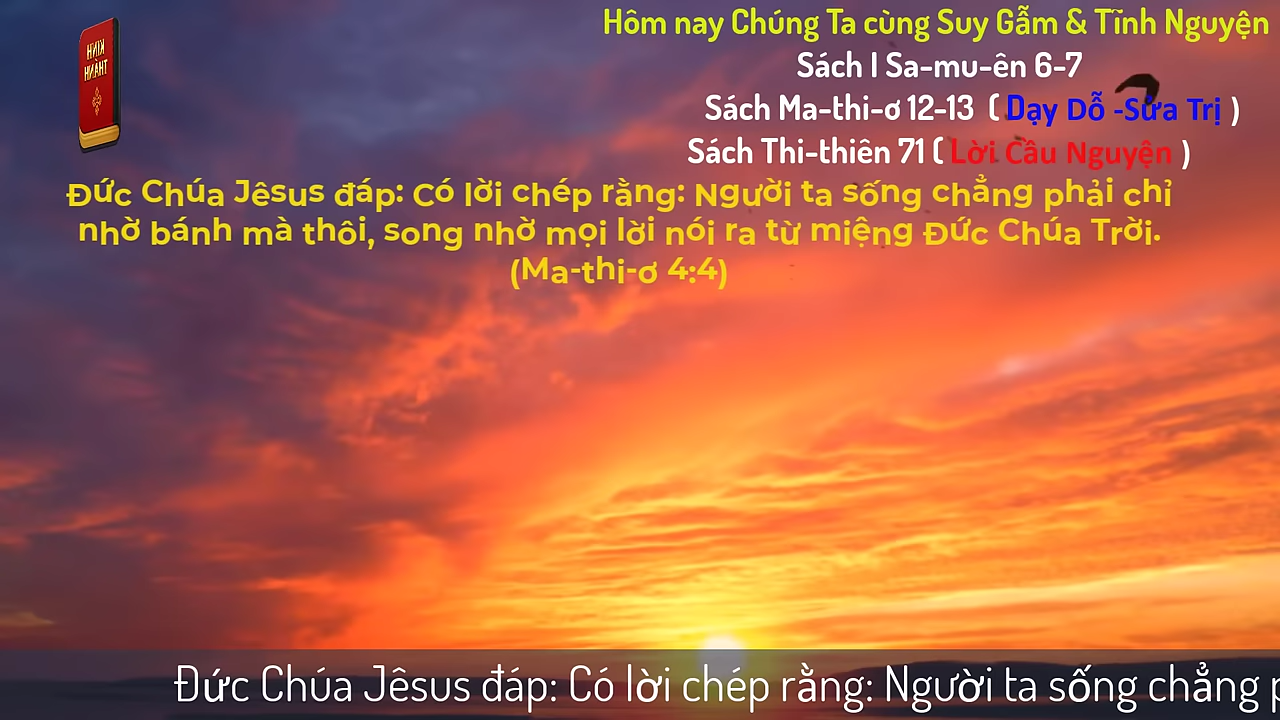 KINH
THÁNH
Hôm nay Chúng Ta cùng Suy Gẫm & Tĩnh Nguyện
Sách I Sa-mu-ên 6-7
Sách Ma-thi-ơ 12-13 ( Dạy Dỗ -Sửa Trị )
Sách Thi-thiên 71 ( Lời Cầu Nguyện )
Đức Chúa Jêsus đáp: Có lời chép rằng: Người ta sống chẳng phải chỉ
nhờ bánh mà thôi, song nhờ mọi lời nói ra từ miệng Đức Chúa Trời.
(Ma-thi-ơ 4:4)
Đức Chúa Jêsus đáp: Có lời chép rằng: Người ta sống chẳng